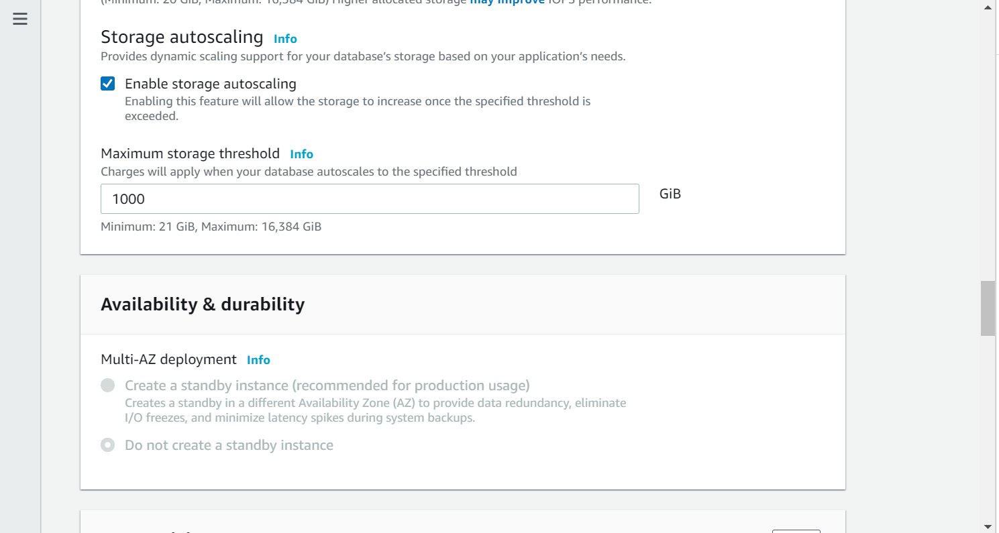 (Minimum: 20 GiB, Maximum: 16,384 GiB) Higher allocated storage may improve IOPS performance.
Storage autoscaling Info
Provides dynamic scaling support for your database’s storage based on your application’s needs.
Enable storage autoscaling
Enabling this feature will allow the storage to increase once the specified threshold is
exceeded.
Maximum storage threshold Info
Charges will apply when your database autoscales to the specified threshold
1000 GiB
Minimum: 21 GiB, Maximum: 16,384 GiB
Availability & durability
Multi-AZ deployment Info
Create a standby instance (recommended for production usage)
Creates a standby in a different Availability Zone (AZ) to provide data redundancy, eliminate
I/O freezes, and minimize latency spikes during system backups.
Do not create a standby instance